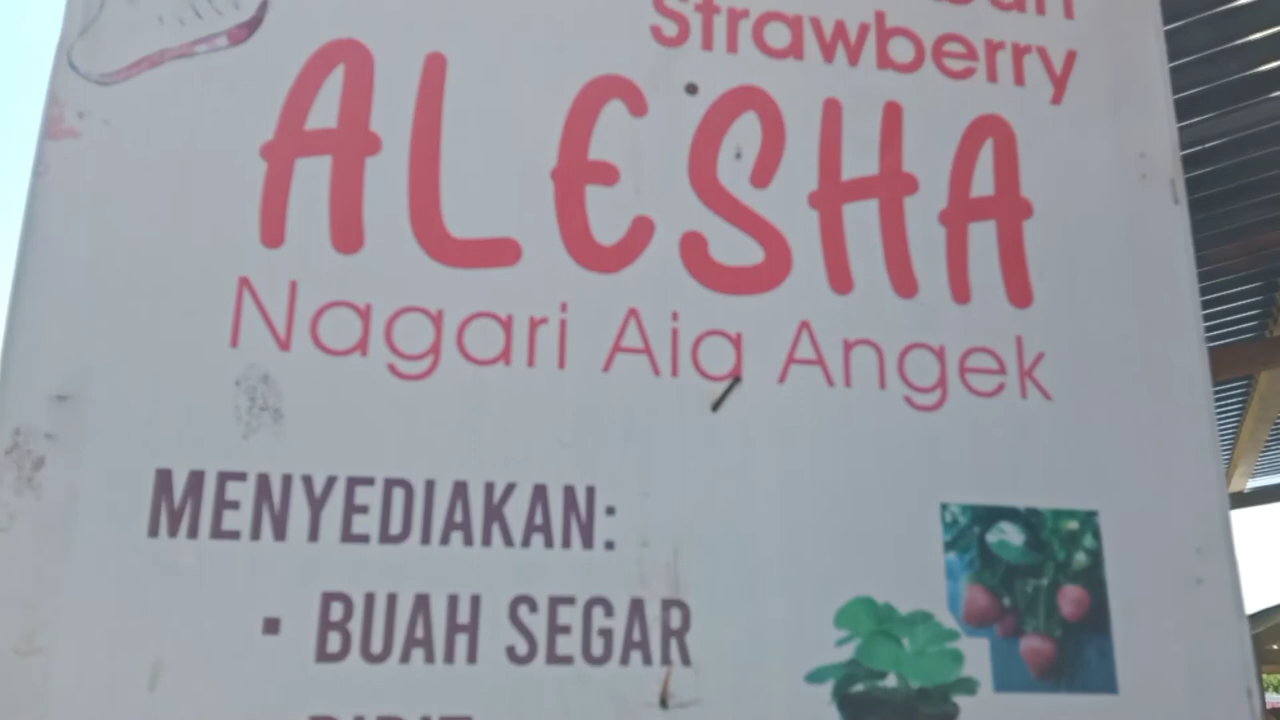 Strawberry
ALESHA
Nagari Aia Angek
MENYEDIAKAN:
▪ BUAH SEGAR